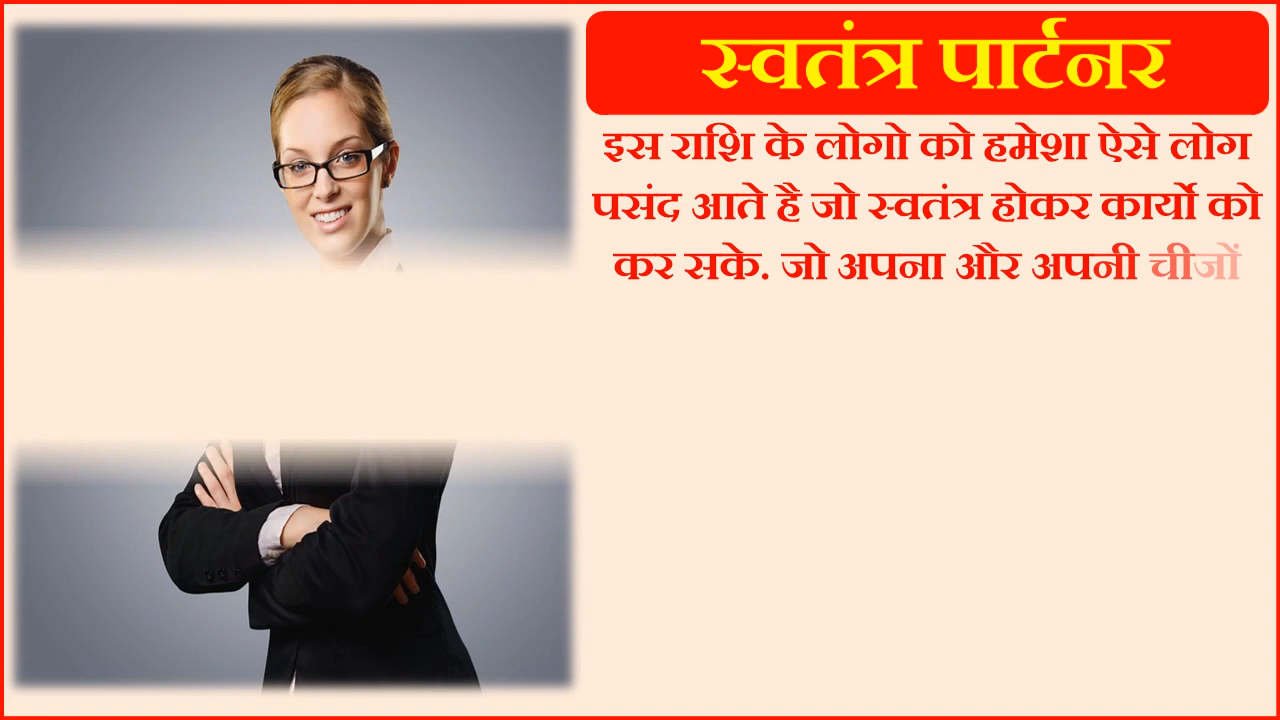 स्वतंत्र पार्टनर
इस राशि के लोगो को हमेशा ऐसे लोग
पसंद आते है जो स्वतंत्र होकर कार्यो को
कर सके. जो अपना और अपनी चीजों